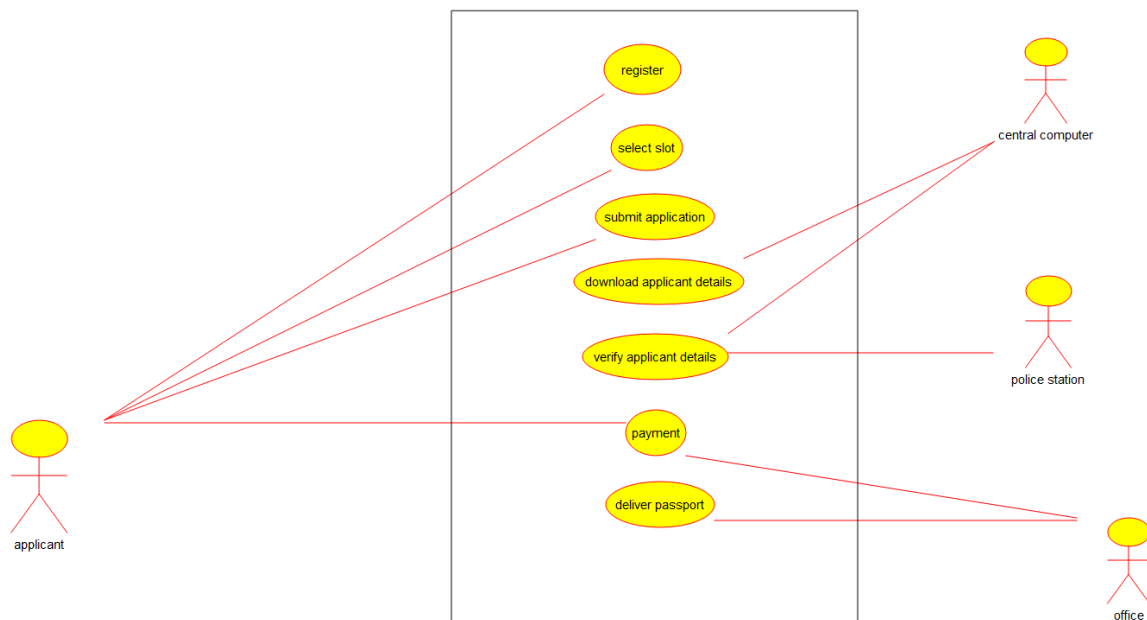 register
select slot
submit application
download applicant details
verify applicant details
payment
deliver passport
applicant
central computer
police station
office